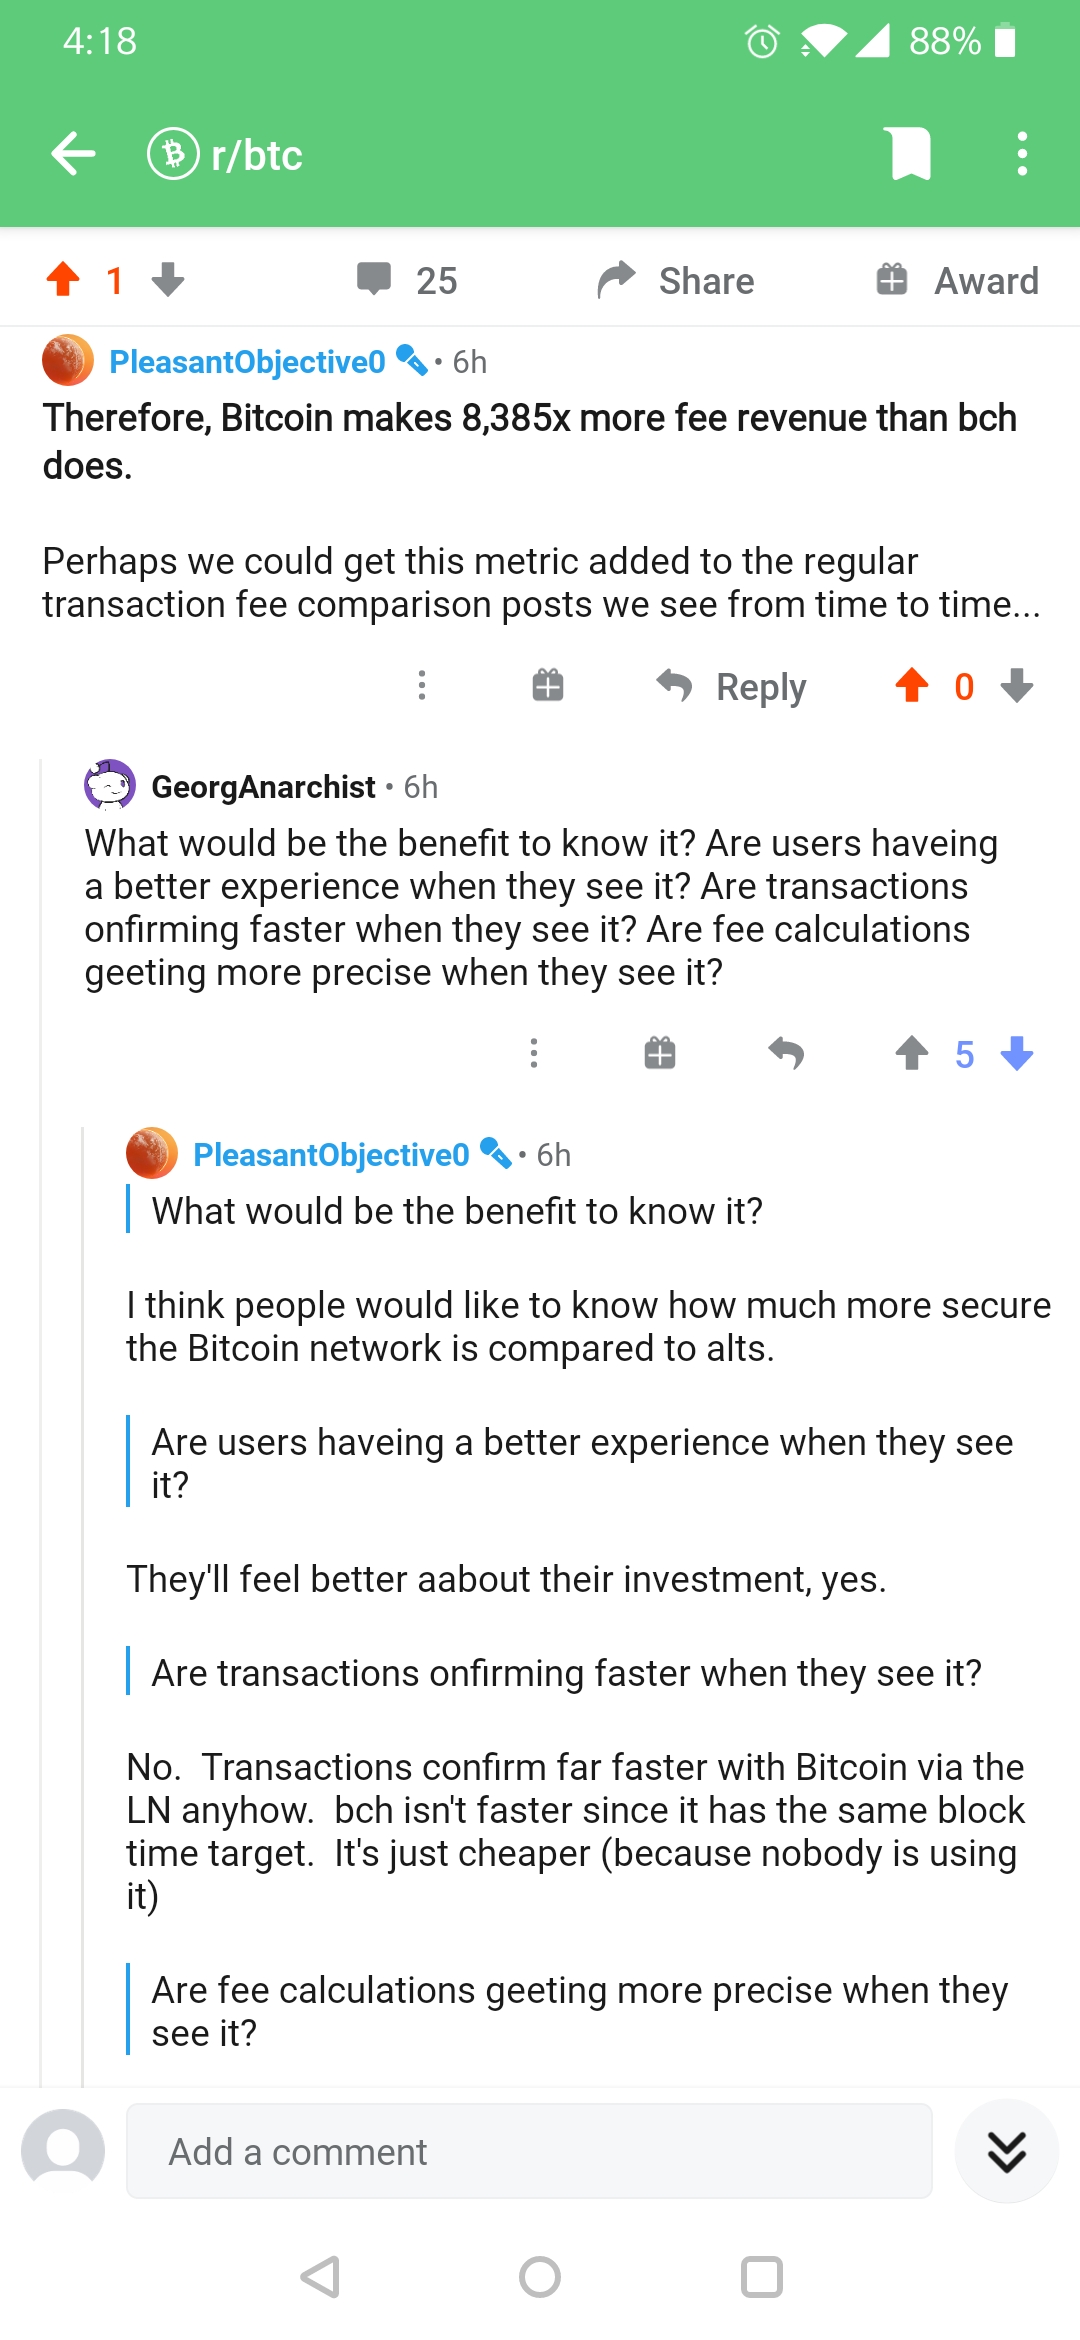 4:18 88%
r/btc
1 25 Share Award
PleasantObjective0 • 6h
Therefore, Bitcoin makes 8,385x more fee revenue than bch
does.
Perhaps we could get this metric added to the regular
transaction fee comparison posts we see from time to time...
Reply 0
GeorgAnarchist • 6h
What would be the benefit to know it? Are users haveing
a better experience when they see it? Are transactions
onfirming faster when they see it? Are fee calculations
geeting more precise when they see it?
5
PleasantObjective0 • 6h
What would be the benefit to know it?
I think people would like to know how much more secure
the Bitcoin network is compared to alts.
Are users haveing a better experience when they see
it?
They'll feel better aabout their investment, yes.
Are transactions onfirming faster when they see it?
No.  Transactions confirm far faster with Bitcoin via the
LN anyhow.  bch isn't faster since it has the same block
time target.  It's just cheaper (because nobody is using
it)
Are fee calculations geeting more precise when they
see it?
Add a comment